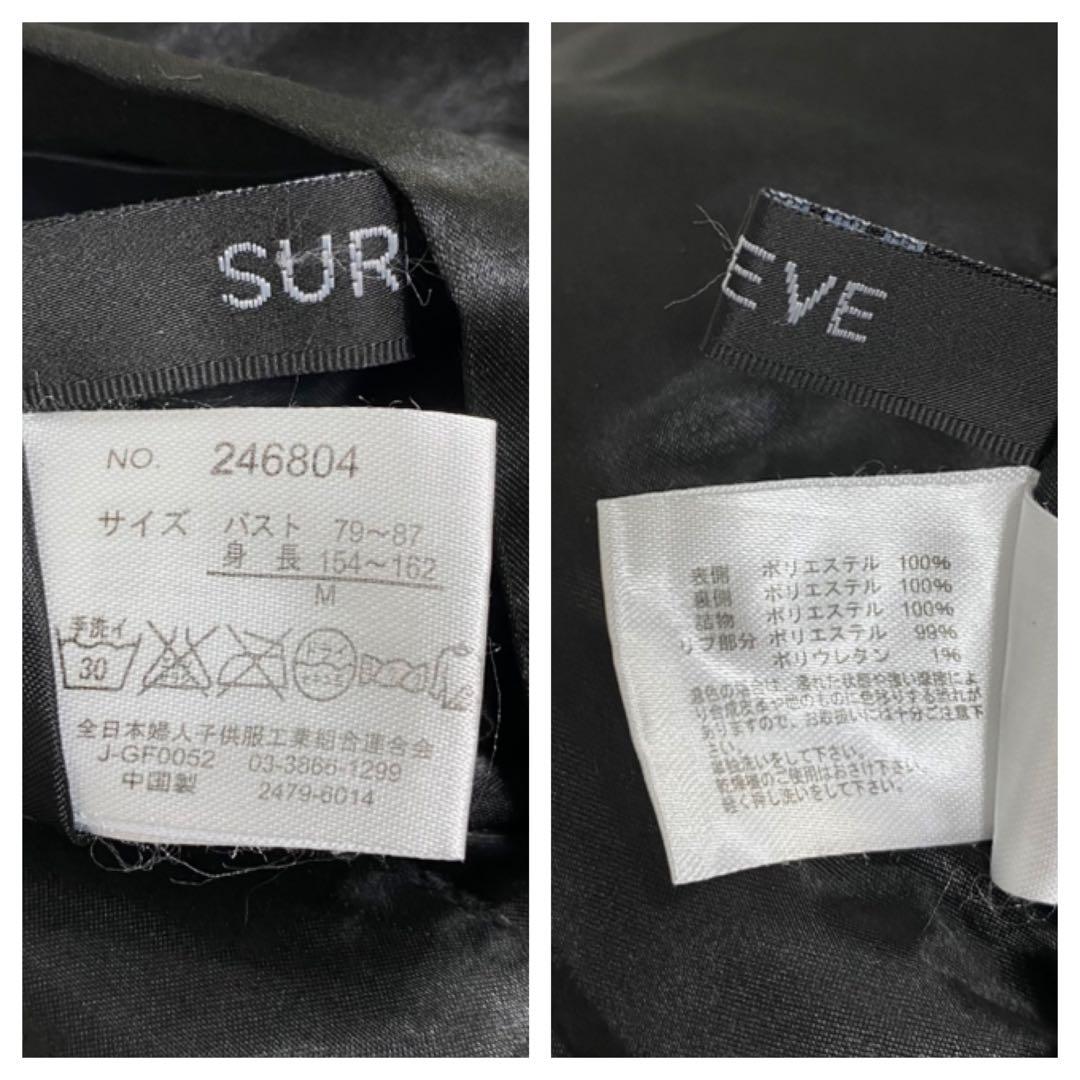 SUR
NO. 246804
サイズ バスト 79〜87
身長 154〜162
M
手洗イ
30
ドライ
全日本婦人子供服工業組合連合会
J-GF0052 03-3866-1299
中国製 2479-6014
EVE
表側 ポリエステル 100%
裏側 ポリエステル 100%
詰物 ポリエステル 100%
リブ部分 ポリエステル 99%
ポリウレタン 1%
濃色の場合は、濡れた状態や強い摩擦によ
り合成皮革や他のものに色移りする恐れが
ありますので、お取扱いには十分ご注意下
さい。
単独洗いをして下さい。
乾燥機のご使用はおさけ下さい。
軽く押し洗いをして下さい。